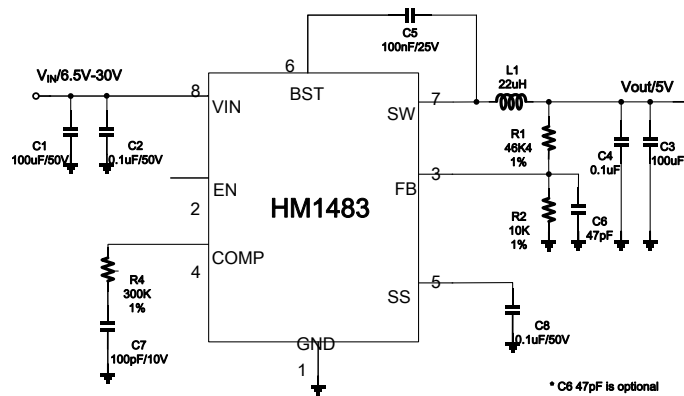 C5
100nF/25V
VIN/6.5V-30V
6
L1
22uH
Vout/5V
8
BST
VIN
SW
7
C1
100uF/50V
C2
0.1uF/50V
R1
46K4
1%
C4
0.1uF
C3
100uF
EN
FB
3
2
HM1483
R2
10K
1%
C6
47pF
COMP
4
R4
300K
1%
SS
5
C7
100pF/10V
C8
0.1uF/50V
GND
1
* C6 47pF is optional